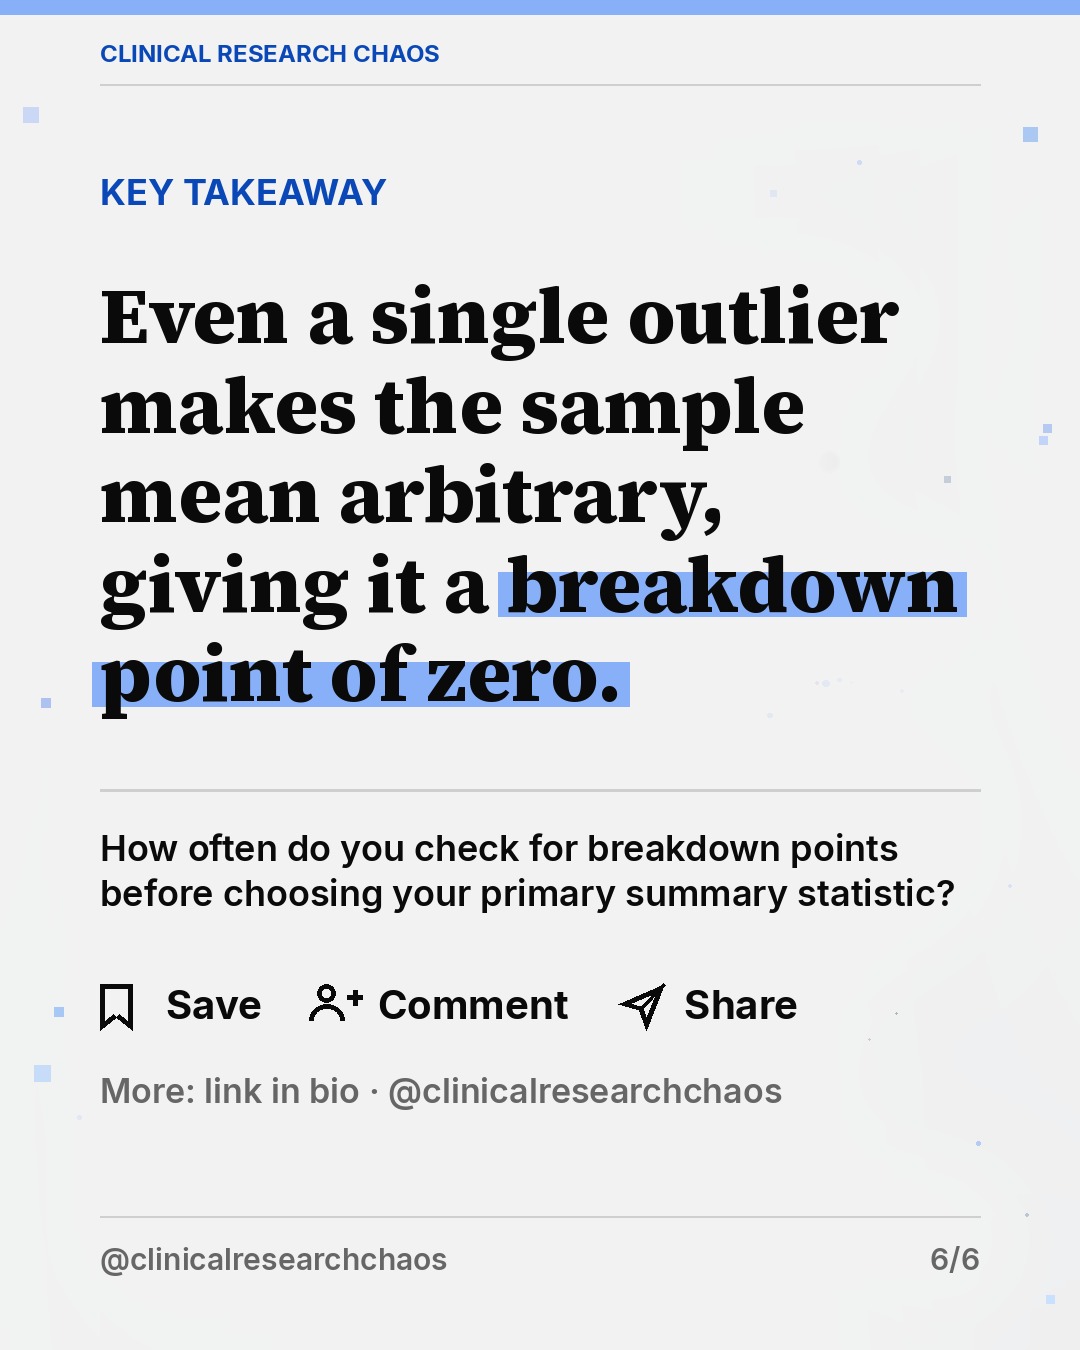 CLINICAL RESEARCH CHAOS
KEY TAKEAWAY
Even a single outlier
makes the sample
mean arbitrary,
giving it a breakdown
point of zero.
How often do you check for breakdown points
before choosing your primary summary statistic?
Save Comment Share
More: link in bio · @clinicalresearchchaos
@clinicalresearchchaos 6/6